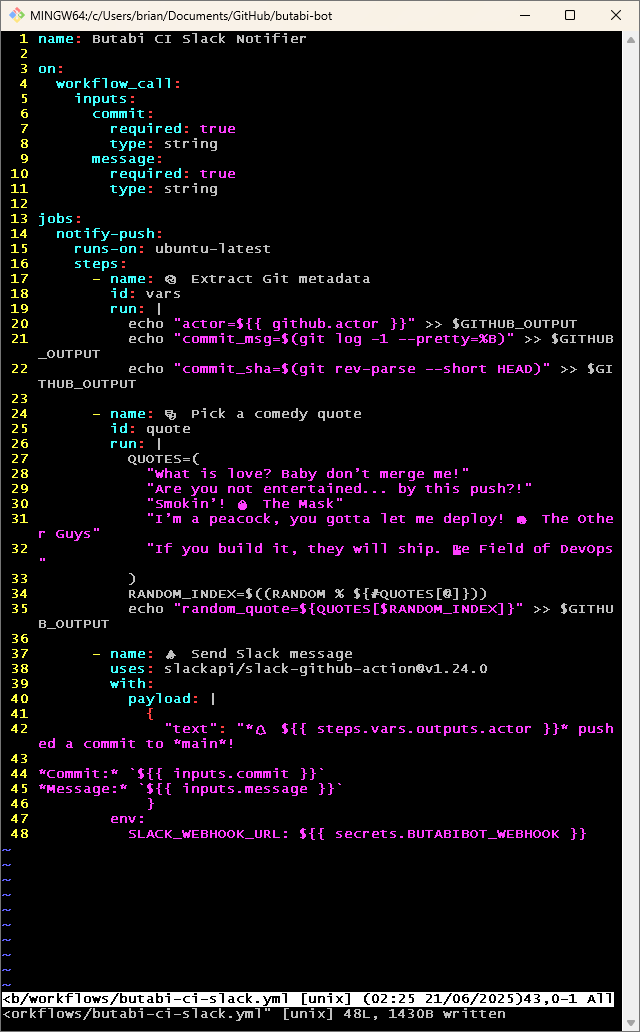 MINGW64:/c/Users/brian/Documents/GitHub/butabi-bot
1 name: Butabi CI Slack Notifier
2
3 on:
4   workflow_call:
5     inputs:
6       commit:
7         required: true
8         type: string
9       message:
10         required: true
11         type: string
12
13 jobs:
14   notify-push:
15     runs-on: ubuntu-latest
16     steps:
17       - name: Extract Git metadata
18         id: vars
19         run: |
20           echo "actor=${{ github.actor }}" >> $GITHUB_OUTPUT
21           echo "commit_msg=$(git log -1 --pretty=%B)" >> $GITHUB
_OUTPUT
22           echo "commit_sha=$(git rev-parse --short HEAD)" >> $GI
THUB_OUTPUT
23
24       - name: Pick a comedy quote
25         id: quote
26         run: |
27           QUOTES=(
28             "What is love? Baby don’t merge me!"
29             "Are you not entertained... by this push?!"
30             "Smokin’! The Mask"
31             "I’m a peacock, you gotta let me deploy! The Othe
r Guys"
32             "If you build it, they will ship. Field of DevOps
"
33           )
34           RANDOM_INDEX=$((RANDOM % ${#QUOTES[@]}))
35           echo "random_quote=${QUOTES[$RANDOM_INDEX]}" >> $GITHU
B_OUTPUT
36
37       - name: Send Slack message
38         uses: slackapi/slack-github-action@v1.24.0
39         with:
40           payload: |
41             {
42               "text": "* ${{ steps.vars.outputs.actor }}* push
ed a commit to *main*!
43
44 *Commit:* `${{ inputs.commit }}`
45 *Message:* `${{ inputs.message }}`
46             }
47         env:
48           SLACK_WEBHOOK_URL: ${{ secrets.BUTABIBOT_WEBHOOK }}
~
~
~
~
~
~
~
~
~
~
<b/workflows/butabi-ci-slack.yml [unix] (02:25 21/06/2025)43,0-1 All
<orkflows/butabi-ci-slack.yml" [unix] 48L, 1430B written